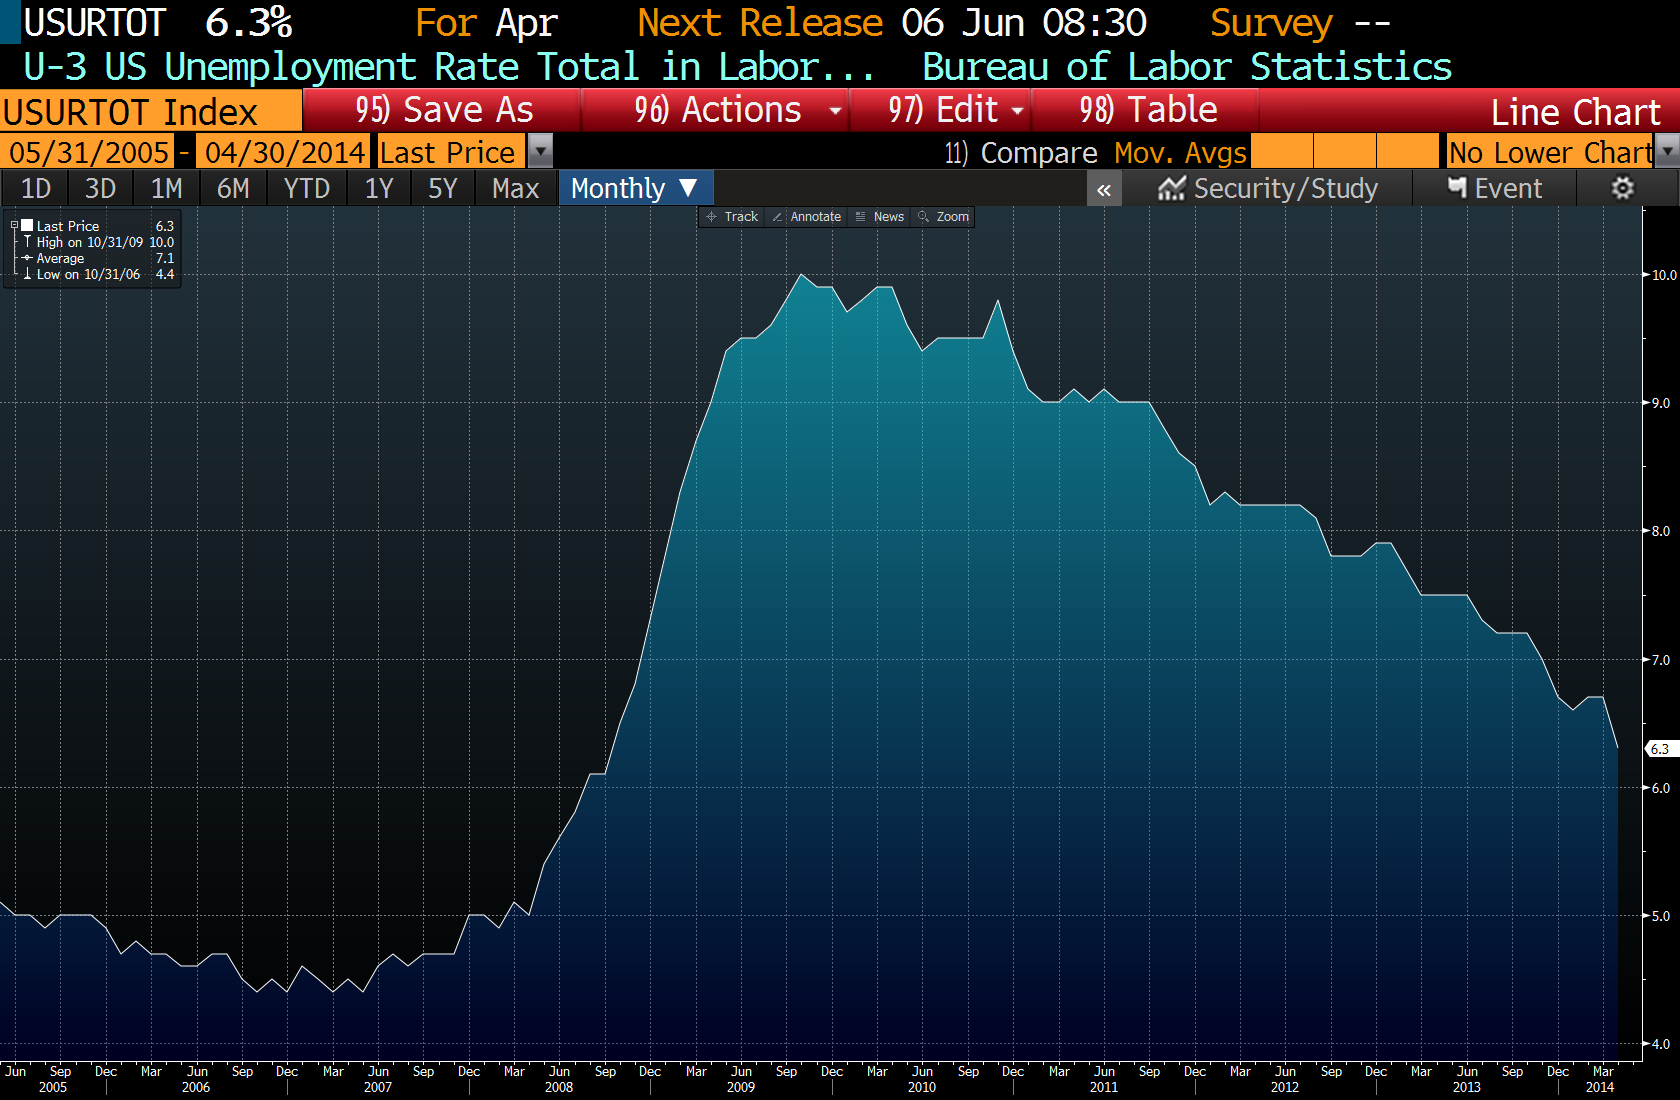 USURTOT 6.3% For Apr Next Release 06 Jun 08:30 Survey --
U-3 US Unemployment Rate Total in Labor... Bureau of Labor Statistics
USURTOT Index 95) Save As 96) Actions 97) Edit 98) Table Line Chart
05/31/2005 - 04/30/2014 Last Price 11) Compare Mov. Avgs No Lower Chart
1D 3D 1M 6M YTD 1Y 5Y Max Monthly ▼ « Security/Study Event
Track Annotate News Zoom
Last Price 6.3
High on 10/31/09 10.0
Average 7.1
Low on 10/31/06 4.4
10.0
9.0
8.0
7.0
6.3
6.0
5.0
4.0
Jun Sep Dec Mar Jun Sep Dec Mar Jun Sep Dec Mar Jun Sep Dec Mar Jun Sep Dec Mar Jun Sep Dec Mar Jun Sep Dec Mar Jun Sep Dec Mar Jun Sep Dec Mar
2005 2006 2007 2008 2009 2010 2011 2012 2013 2014